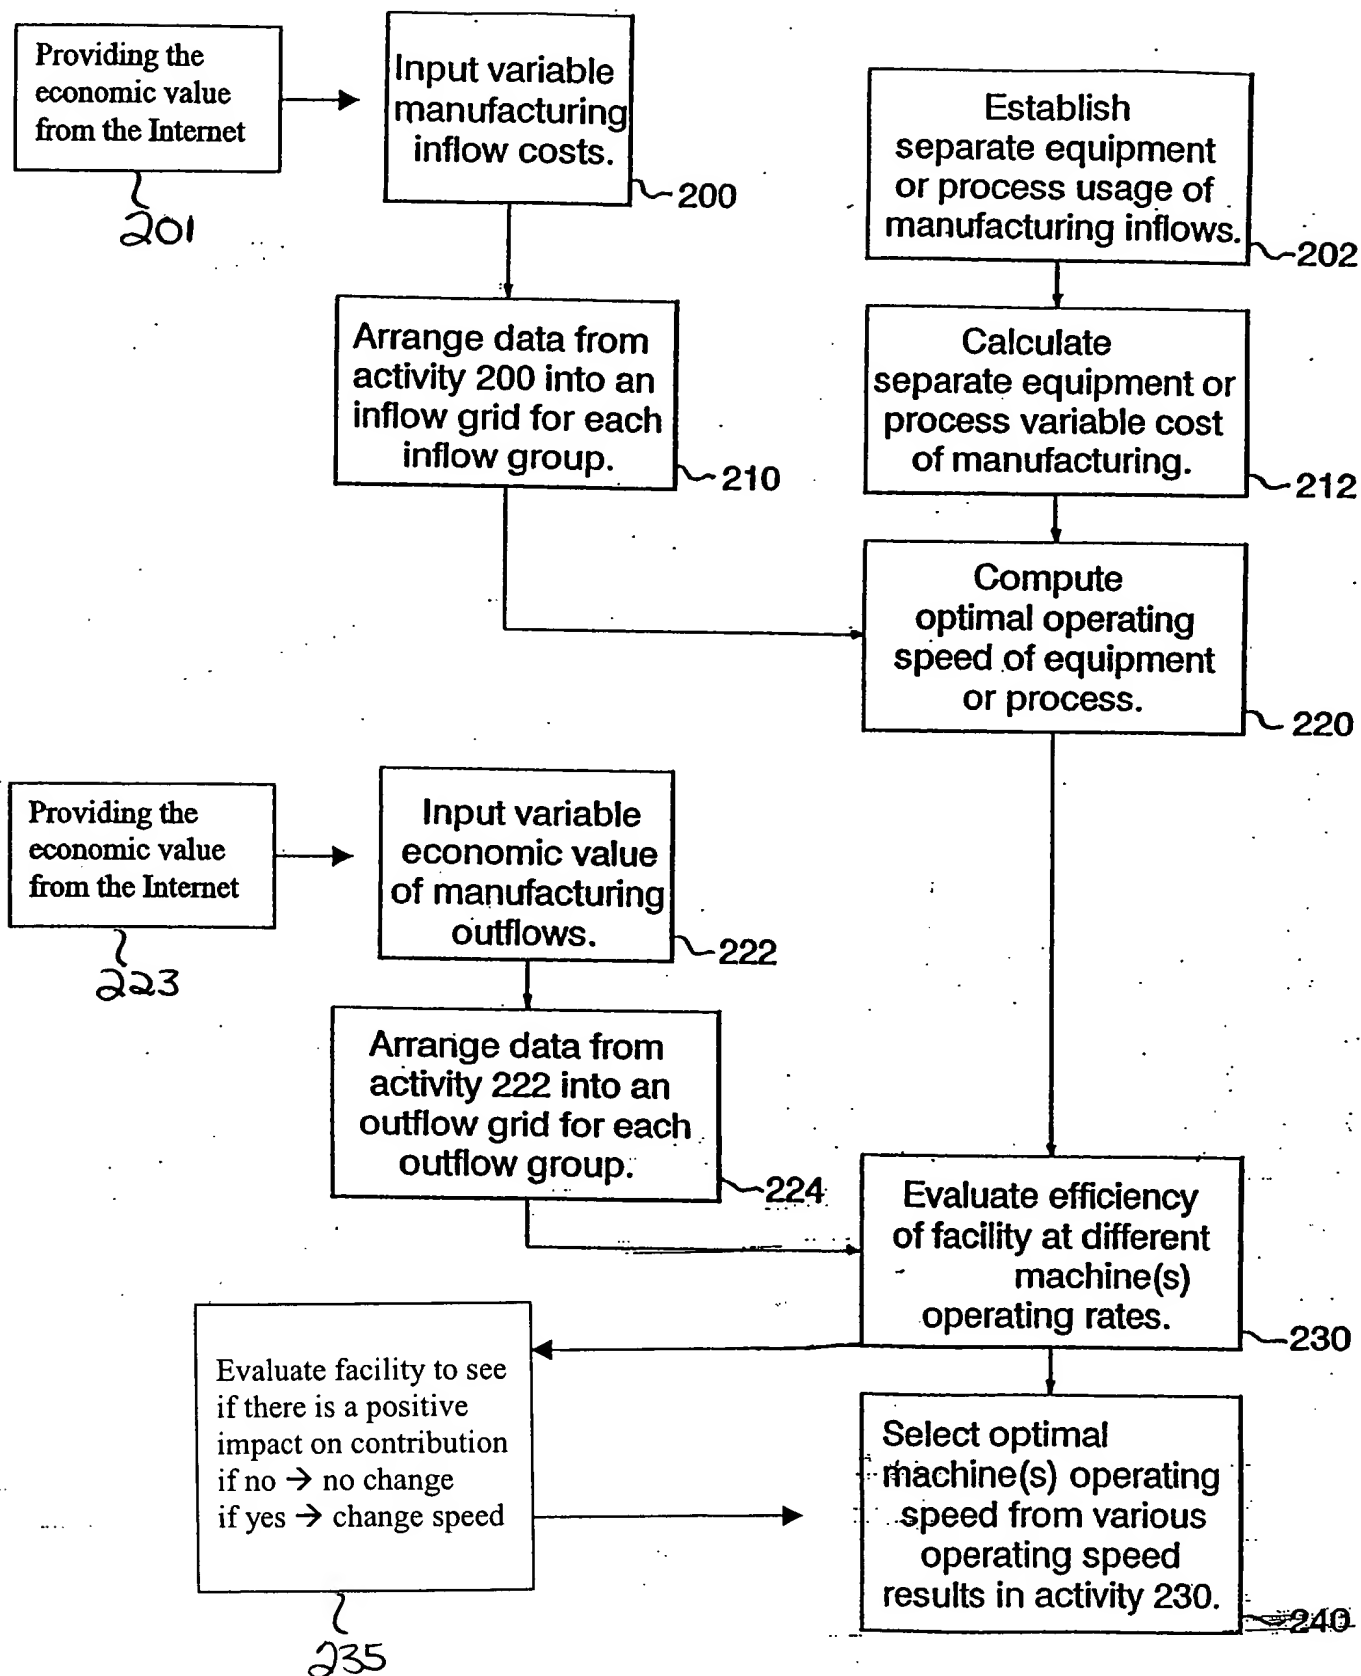 Providing the
economic value
from the Internet
201
Input variable
manufacturing
inflow costs.
200
Establish
separate equipment
or process usage of
manufacturing inflows.
202
Arrange data from
activity 200 into an
inflow grid for each
inflow group.
210
Calculate
separate equipment or
process variable cost
of manufacturing.
212
Compute
optimal operating
speed of equipment
or process.
220
Providing the
economic value
from the Internet
223
Input variable
economic value
of manufacturing
outflows.
222
Arrange data from
activity 222 into an
outflow grid for each
outflow group.
224
Evaluate efficiency
of facility at different
machine(s)
operating rates.
230
Evaluate facility to see
if there is a positive
impact on contribution
if no → no change
if yes → change speed
235
Select optimal
machine(s) operating
speed from various
operating speed
results in activity 230.
240